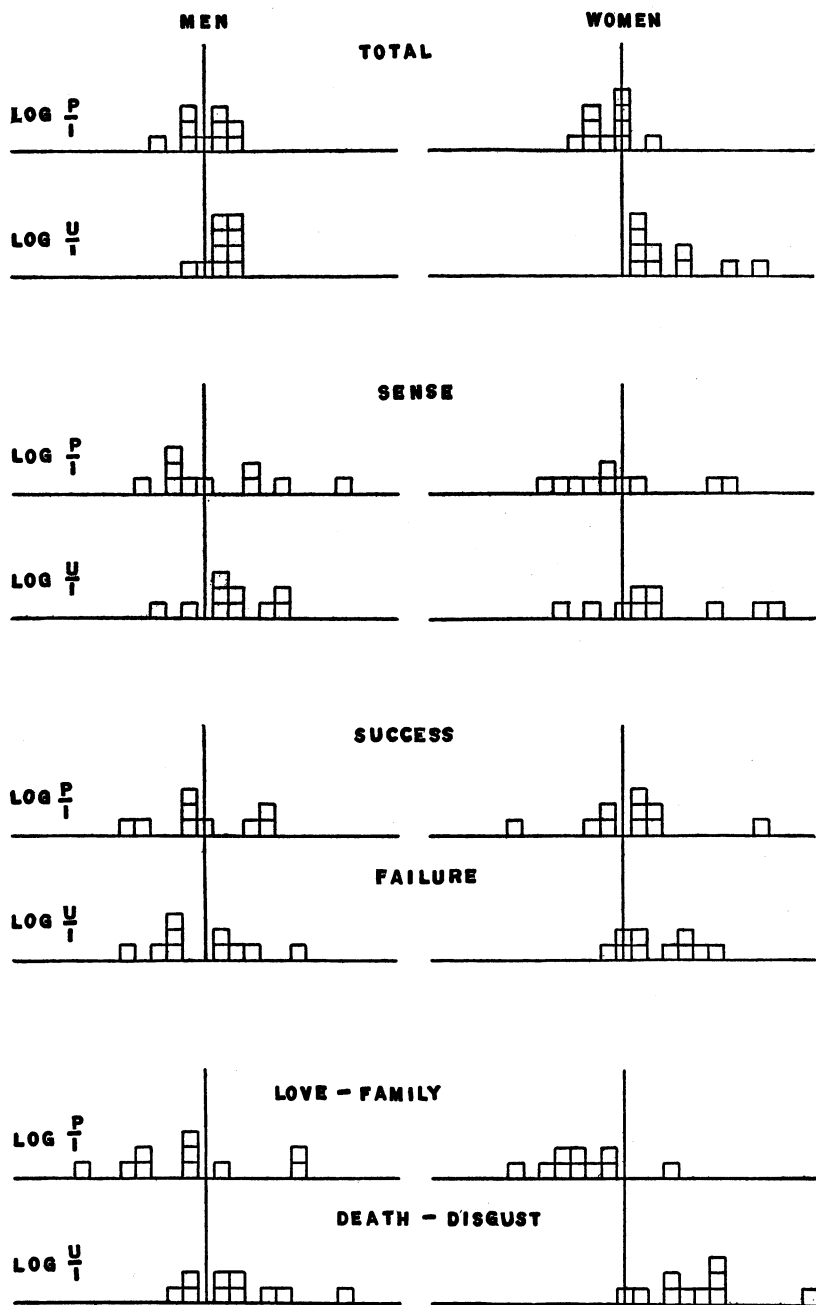 MEN WOMEN
TOTAL
LOG P/I
LOG U/I
SENSE
LOG P/I
LOG U/I
SUCCESS
LOG P/I
FAILURE
LOG U/I
LOVE - FAMILY
LOG P/I
DEATH - DISGUST
LOG U/I